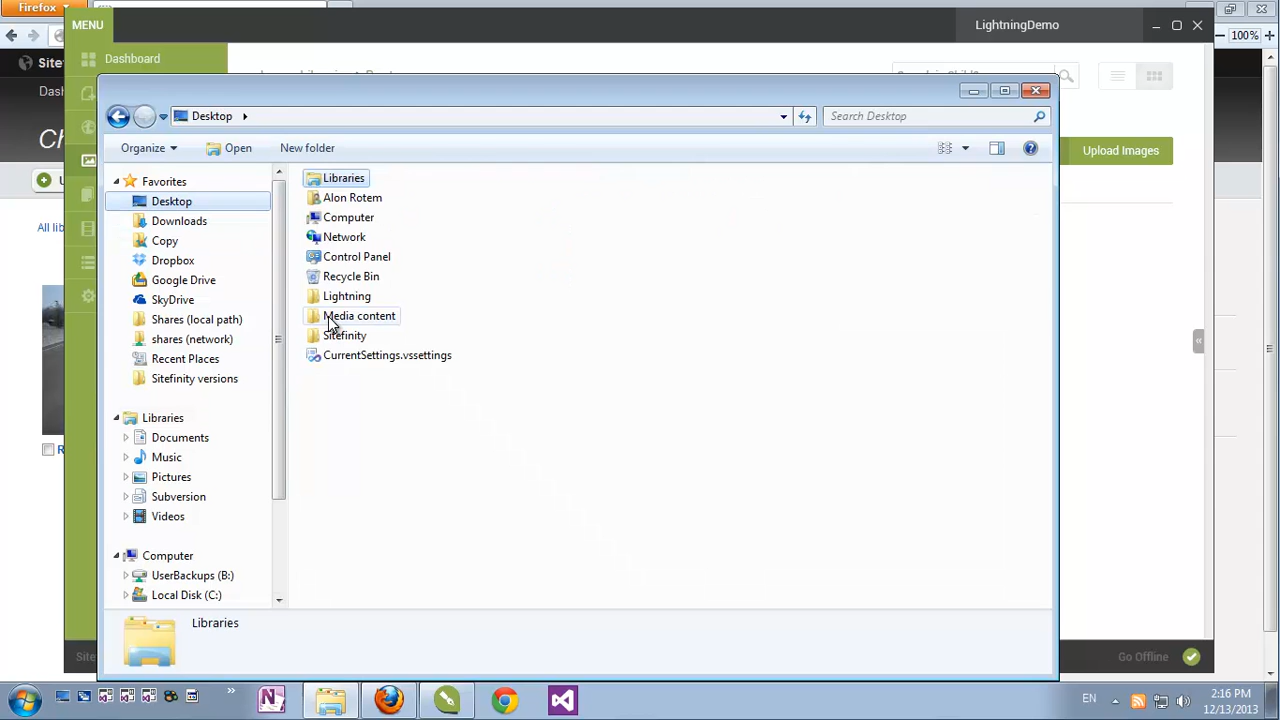 Firefox
MENU
LightningDemo
100%
Dashboard
Desktop
Search Desktop
Organize
Open
New folder
Upload Images
Favorites
Desktop
Downloads
Copy
Dropbox
Google Drive
SkyDrive
Shares (local path)
shares (network)
Recent Places
Sitefinity versions
Libraries
Documents
Music
Pictures
Subversion
Videos
Computer
UserBackups (B:)
Local Disk (C:)
Libraries
Alon Rotem
Computer
Network
Control Panel
Recycle Bin
Lightning
Media content
Sitefinity
CurrentSettings.vssettings
Libraries
Go Offline
EN
2:16 PM
12/13/2013